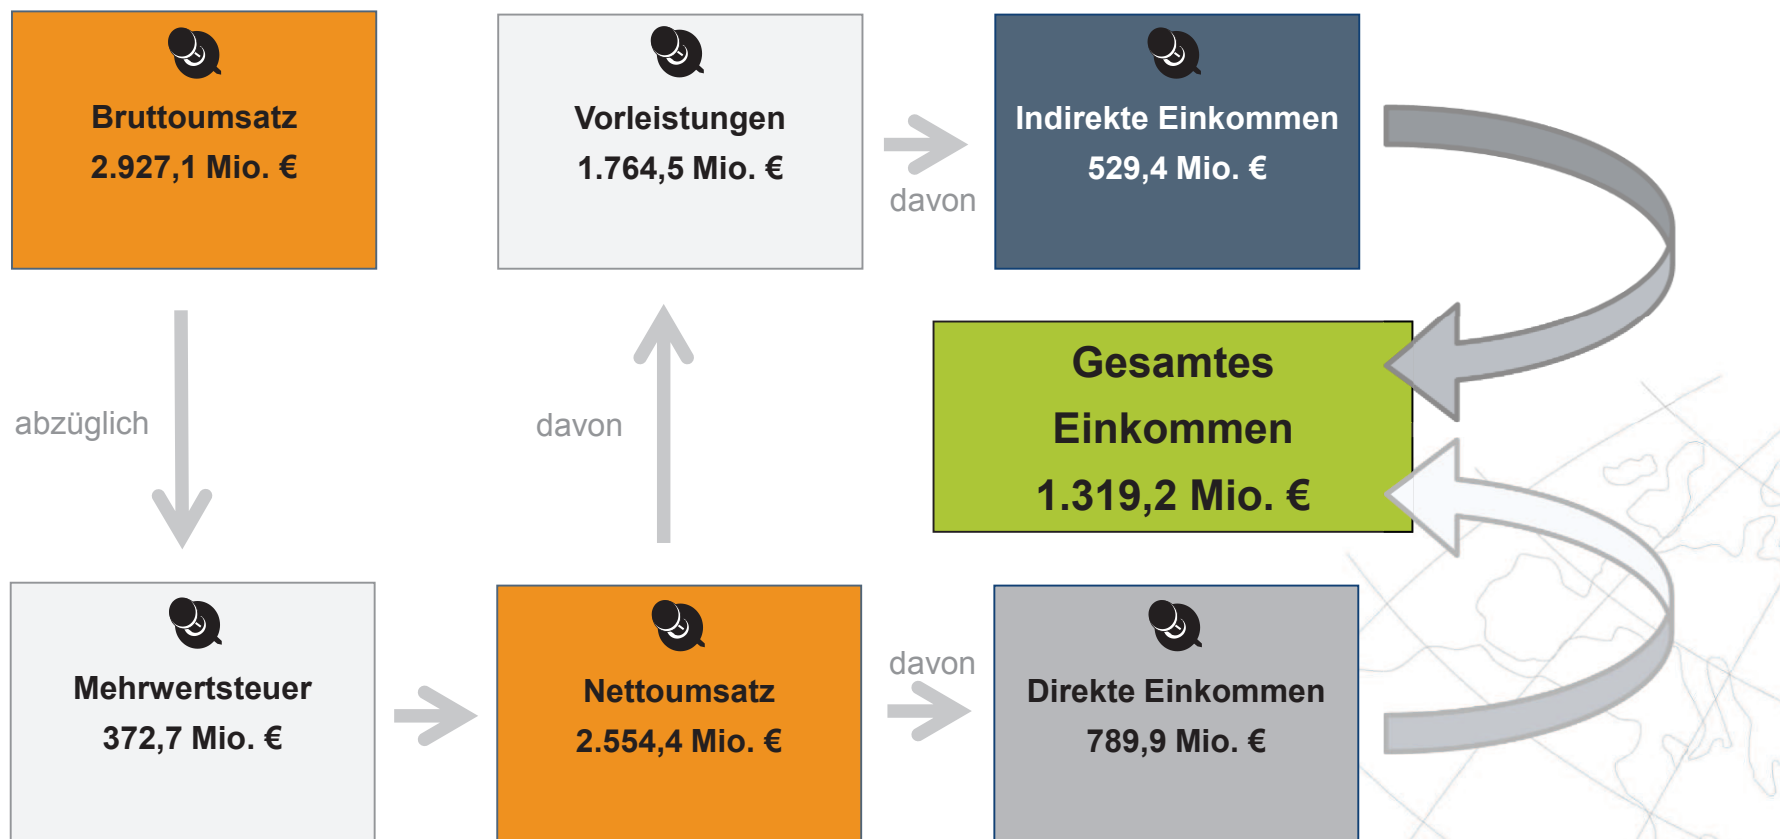 Bruttoumsatz
2.927,1 Mio. €
abzüglich
Mehrwertsteuer
372,7 Mio. €
Nettoumsatz
2.554,4 Mio. €
davon
Vorleistungen
1.764,5 Mio. €
davon
Indirekte Einkommen
529,4 Mio. €
davon
Direkte Einkommen
789,9 Mio. €
Gesamtes
Einkommen
1.319,2 Mio. €